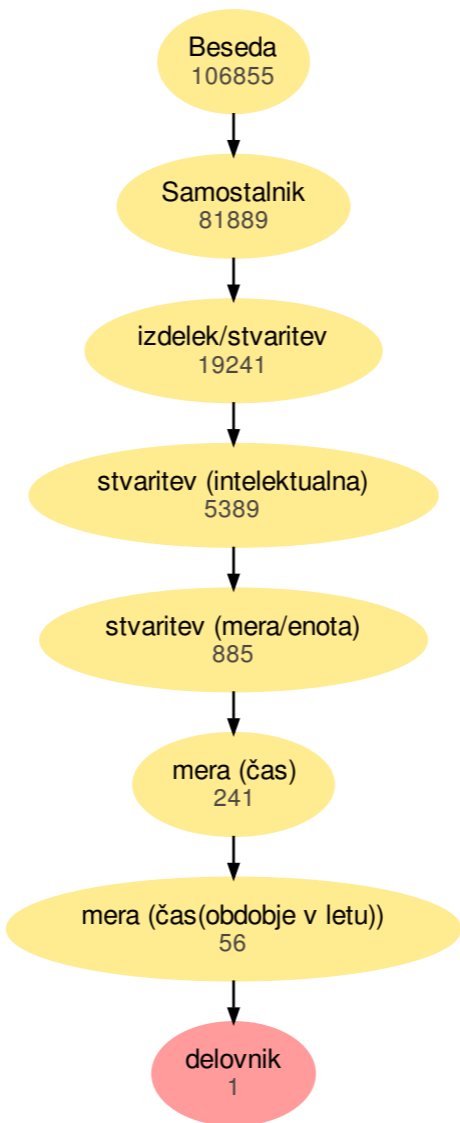 Beseda
106855
Samostalnik
81889
izdelek/stvaritev
19241
stvaritev (intelektualna)
5389
stvaritev (mera/enota)
885
mera (čas)
241
mera (čas(obdobje v letu))
56
delovnik
1